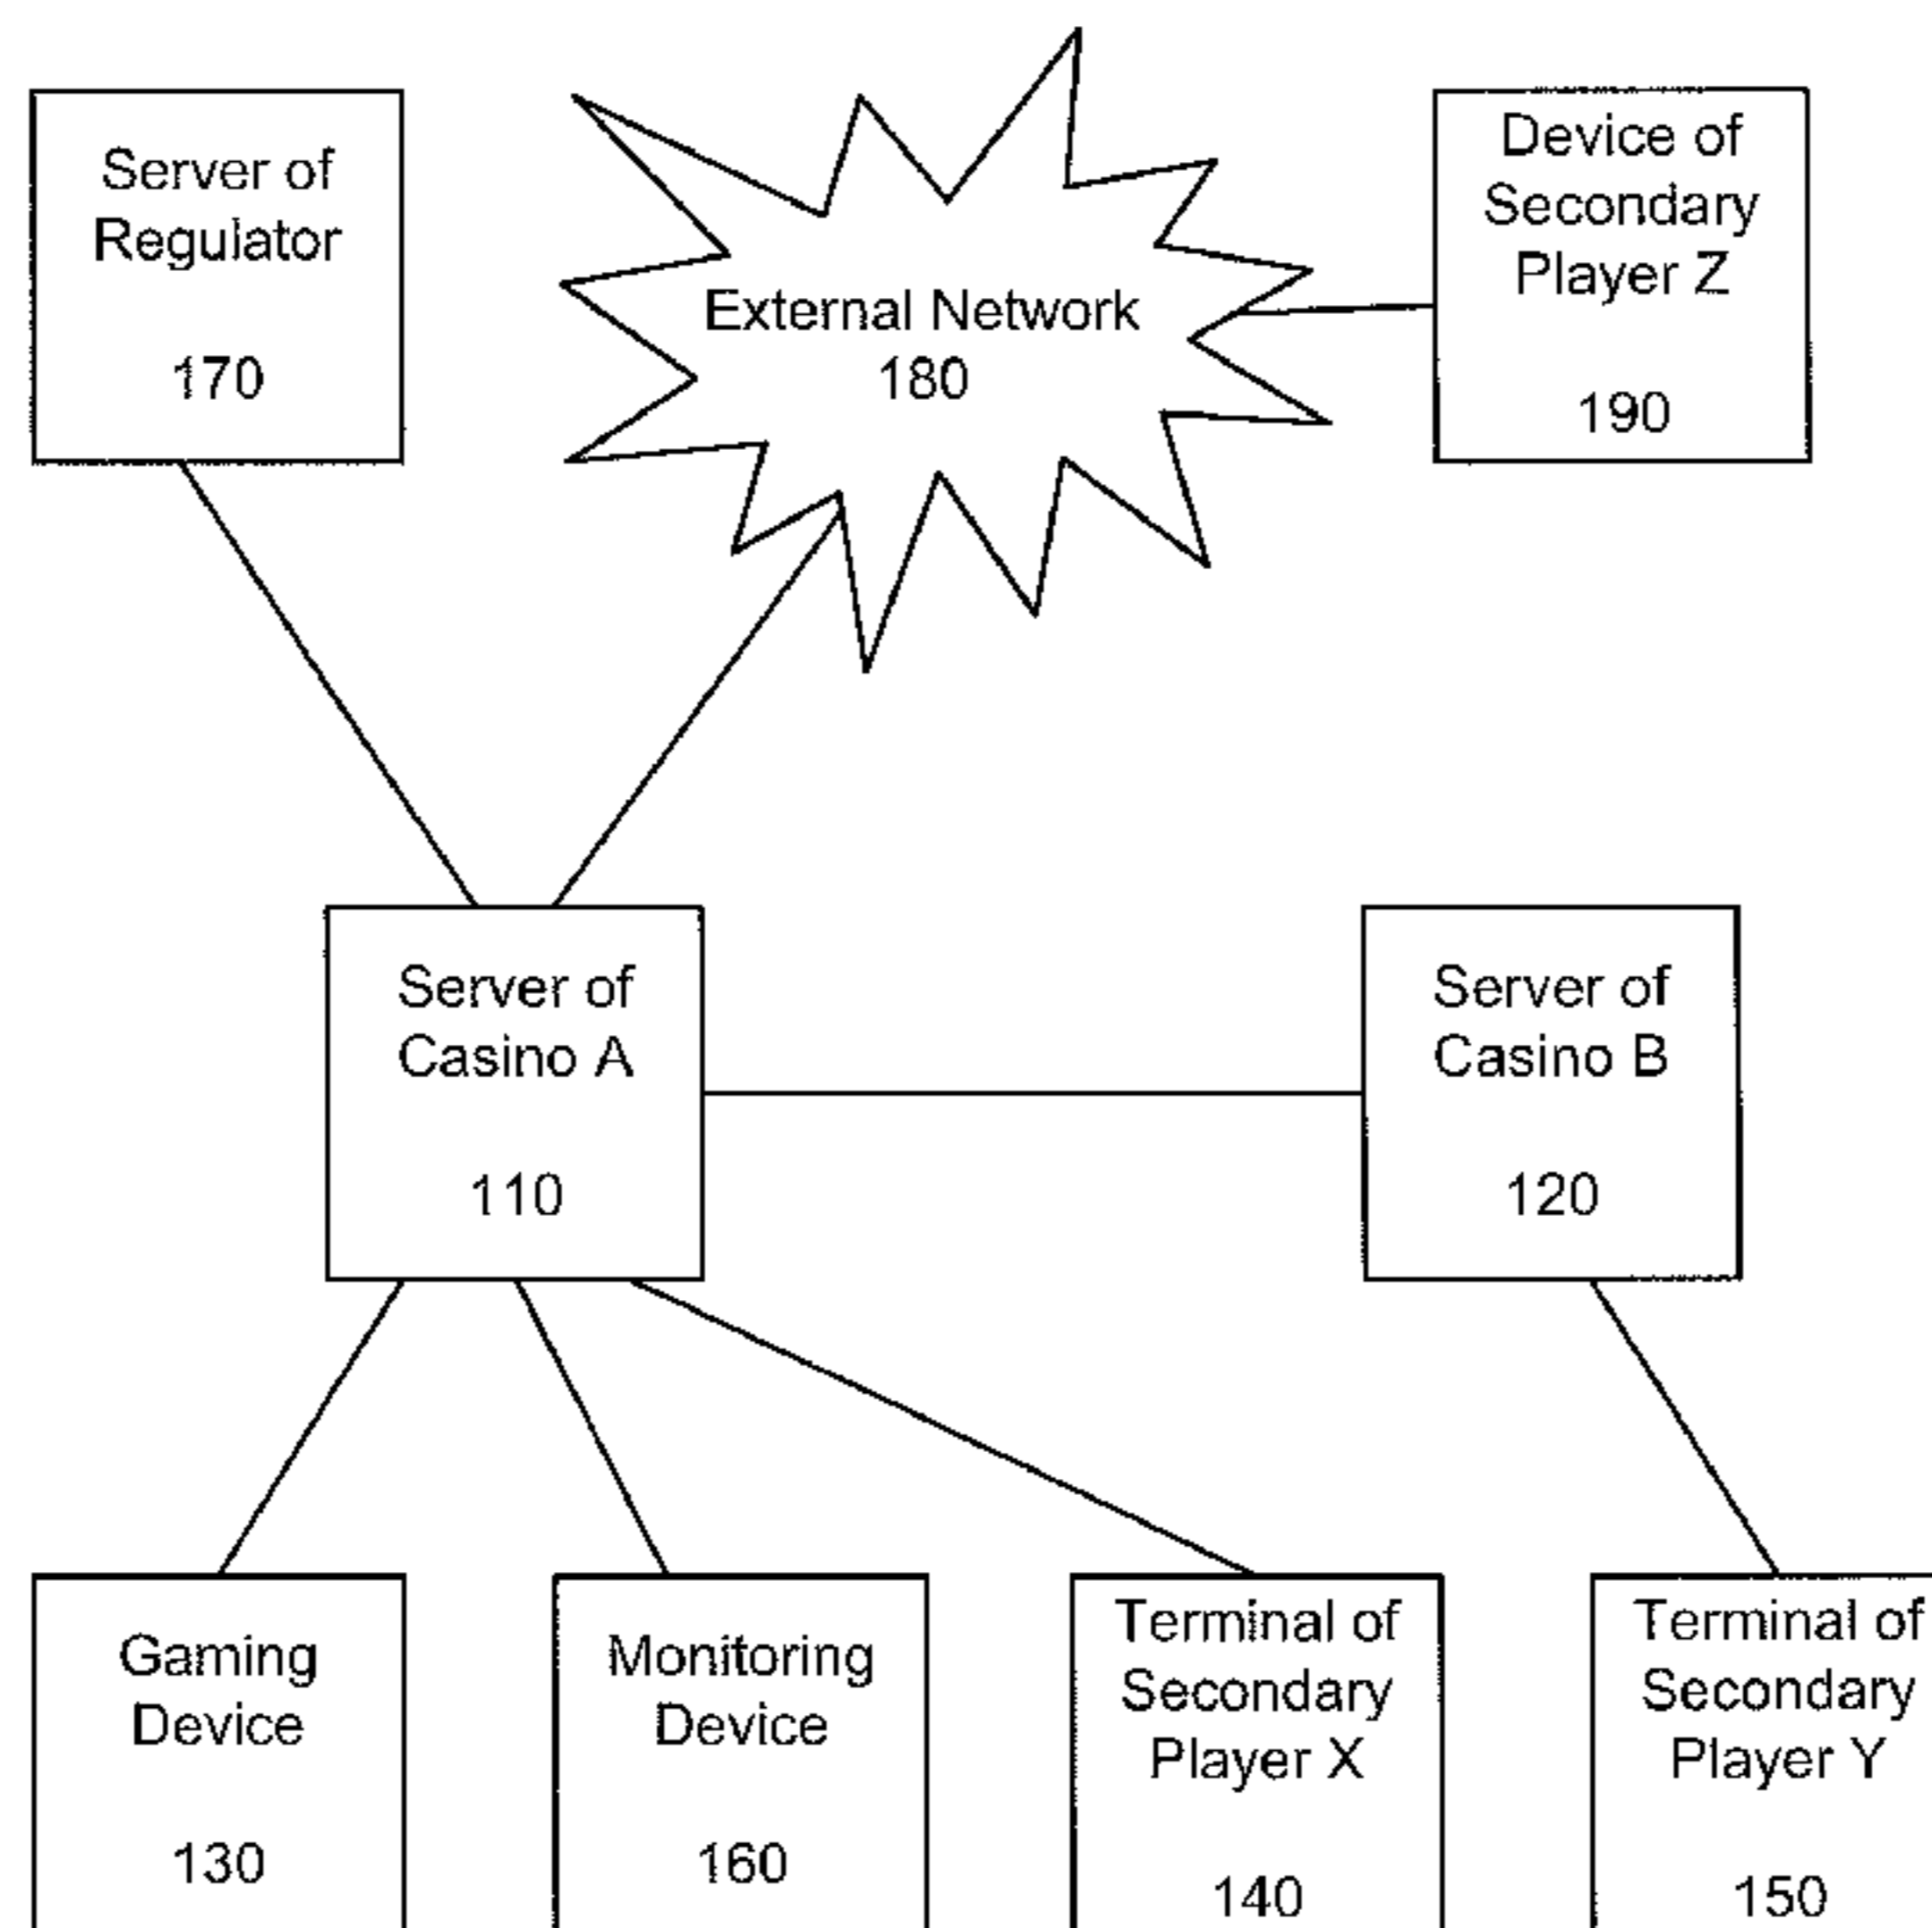 Server of
Regulator
170
External Network
180
Device of
Secondary
Player Z
190
Server of
Casino A
110
Server of
Casino B
120
Gaming
Device
130
Monitoring
Device
160
Terminal of
Secondary
Player X
140
Terminal of
Secondary
Player Y
150